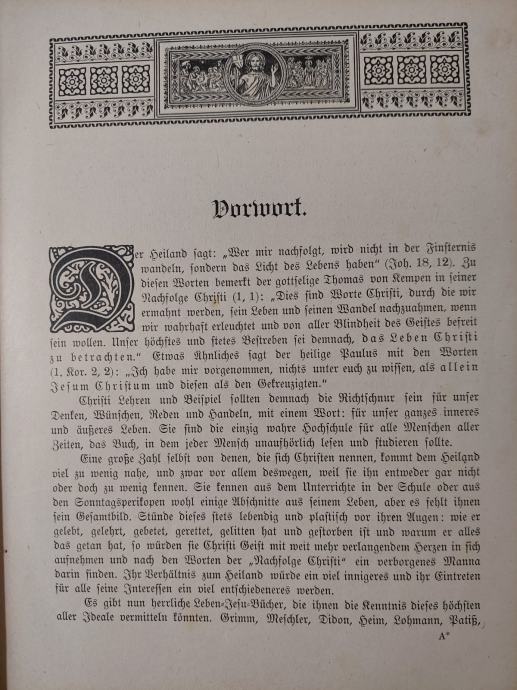 Vorwort.
Der Heiland sagt: „Wer mir nachfolgt, wird nicht in der Finsternis
wandeln, sondern das Licht des Lebens haben“ (Joh. 18, 12). Zu
diesen Worten bemerkt der gottselige Thomas von Kempen in seiner
Nachfolge Christi (1, 1): „Dies sind Worte Christi, durch die wir
ermahnt werden, sein Leben und seinen Wandel nachzuahmen, wenn
wir wahrhaft erleuchtet und von aller Blindheit des Geistes befreit
sein wollen. Unser höchstes und stetes Bestreben sei demnach, das Leben Christi
zu betrachten.“ Etwas Ähnliches sagt der heilige Paulus mit den Worten
(1. Kor. 2, 2): „Ich habe mir vorgenommen, nichts unter euch zu wissen, als allein
Jesum Christum und diesen als den Gekreuzigten.“
Christi Lehren und Beispiel sollten demnach die Richtschnur sein für unser
Denken, Wünschen, Reden und Handeln, mit einem Wort: für unser ganzes inneres
und äußeres Leben. Sie sind die einzig wahre Hochschule für alle Menschen aller
Zeiten, das Buch, in dem jeder Mensch unaufhörlich lesen und studieren sollte.
Eine große Zahl selbst von denen, die sich Christen nennen, kommt dem Heiland
viel zu wenig nahe, und zwar vor allem deswegen, weil sie ihn entweder gar nicht
oder doch zu wenig kennen. Sie kennen aus dem Unterrichte in der Schule oder aus
den Sonntagsperikopen wohl einige Abschnitte aus seinem Leben, aber es fehlt ihnen
sein Gesamtbild. Stünde dieses stets lebendig und plastisch vor ihren Augen: wie er
gelebt, gelehrt, gebetet, gerettet, gelitten hat und gestorben ist und warum er alles
das getan hat, so würden sie Christi Geist mit weit mehr verlangendem Herzen in sich
aufnehmen und nach den Worten der „Nachfolge Christi“ ein verborgenes Manna
darin finden. Ihr Verhältnis zum Heiland würde ein viel innigeres und ihr Eintreten
für alle seine Interessen ein viel entschiedeneres werden.
Es gibt nun herrliche Leben-Jesu-Bücher, die ihnen die Kenntnis dieses höchsten
aller Ideale vermitteln könnten. Grimm, Meschler, Didon, Heim, Lohmann, Patiß,
A*